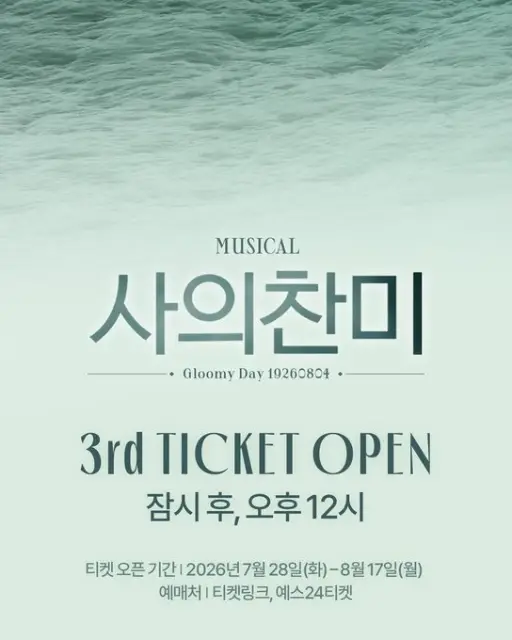 MUSICAL
사의찬미
• Gloomy Day 19260804 •
3rd TICKET OPEN
잠시 후, 오후 12시
티켓 오픈 기간 | 2026년 7월 28일(화) – 8월 17일(월)
예매처 | 티켓링크, 예스24티켓